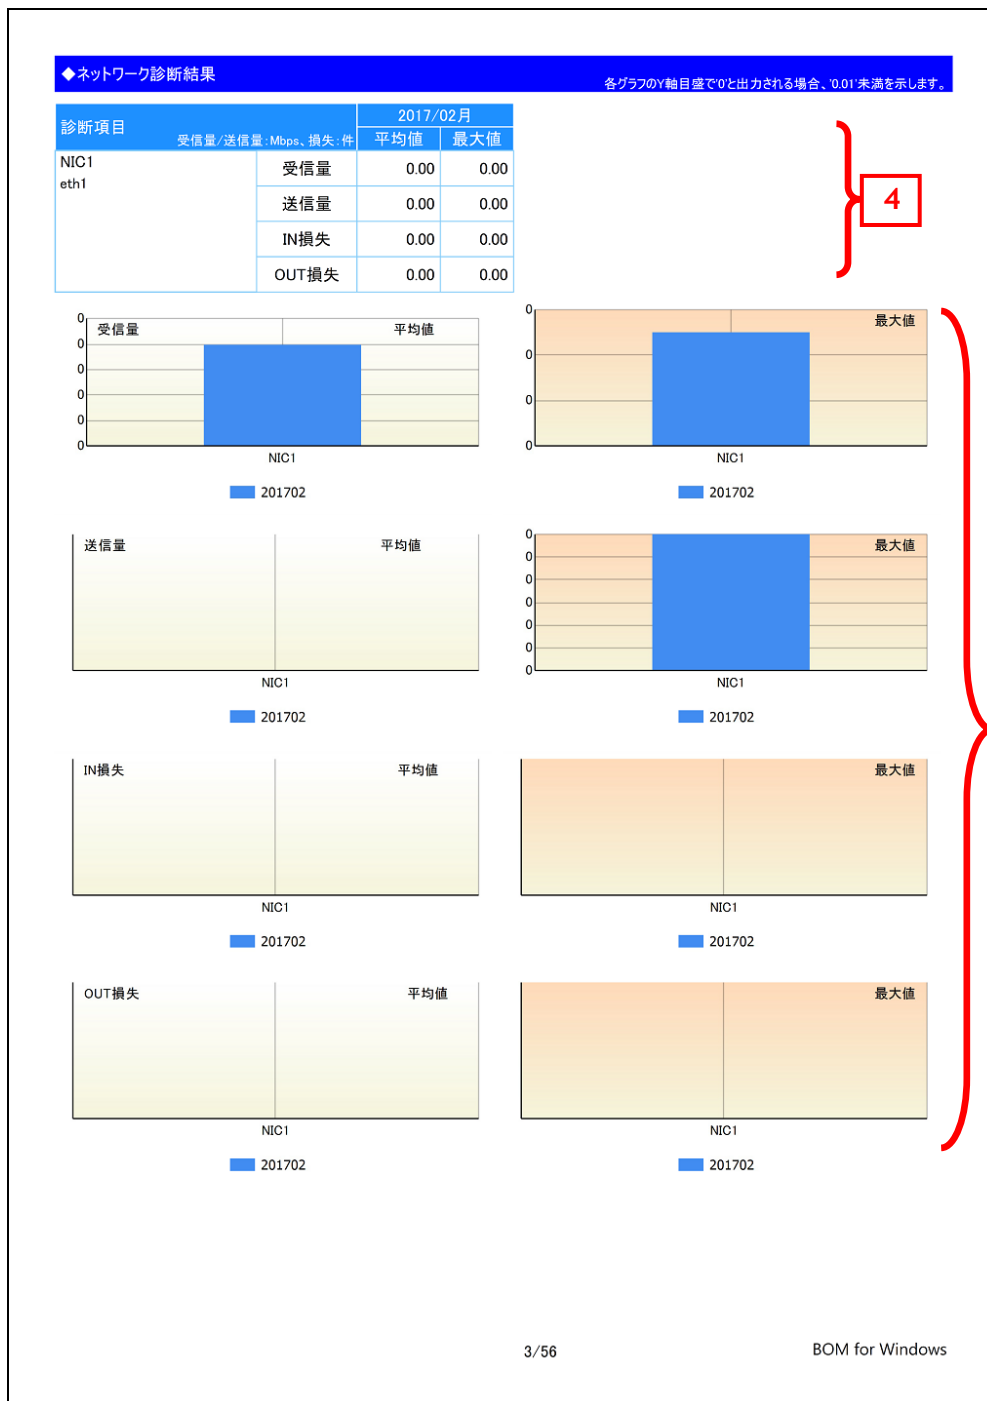 ◆ネットワーク診断結果
各グラフのY軸目盛で'0'と出力される場合、'0.01'未満を示します。
診断項目
受信量/送信量:Mbps、損失:件
2017/02月
平均値 最大値
NIC1
eth1
受信量 0.00 0.00
送信量 0.00 0.00
IN損失 0.00 0.00
OUT損失 0.00 0.00
4
受信量 平均値
0
0
0
0
0
0
NIC1
201702
最大値
0
0
0
0
NIC1
201702
送信量 平均値
NIC1
201702
最大値
0
0
0
0
0
0
0
NIC1
201702
IN損失 平均値
NIC1
201702
最大値
NIC1
201702
OUT損失 平均値
NIC1
201702
最大値
NIC1
201702
3/56
BOM for Windows